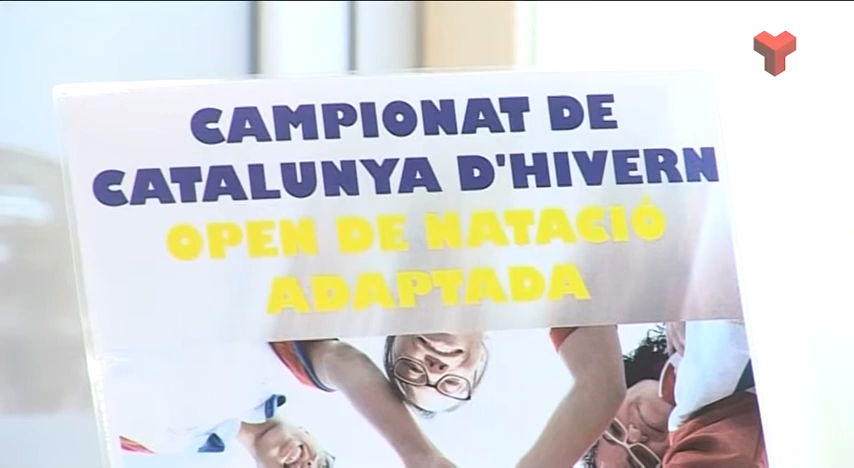 CAMPIONAT DE
CATALUNYA D'HIVERN
OPEN DE NATACIÓ
ADAPTADA